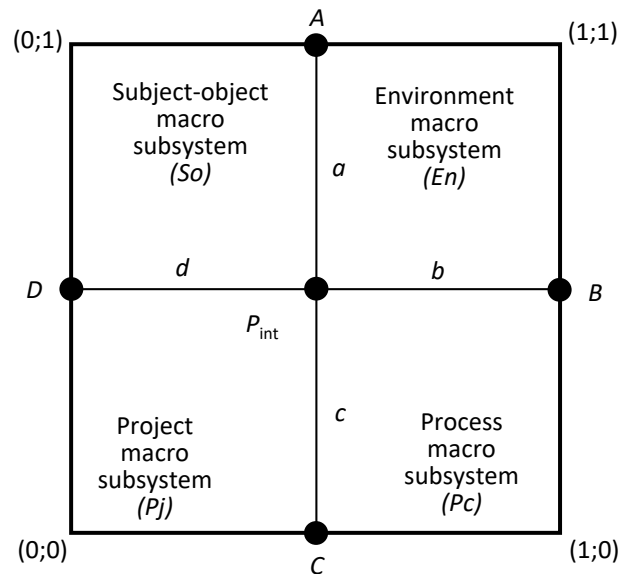 A
(0;1)
(1;1)
Subject-object
macro
subsystem
(So)
Environment
macro
subsystem
(En)
a
d
b
D
B
P_int
c
Project
macro
subsystem
(Pj)
Process
macro
subsystem
(Pc)
(0;0)
(1;0)
C